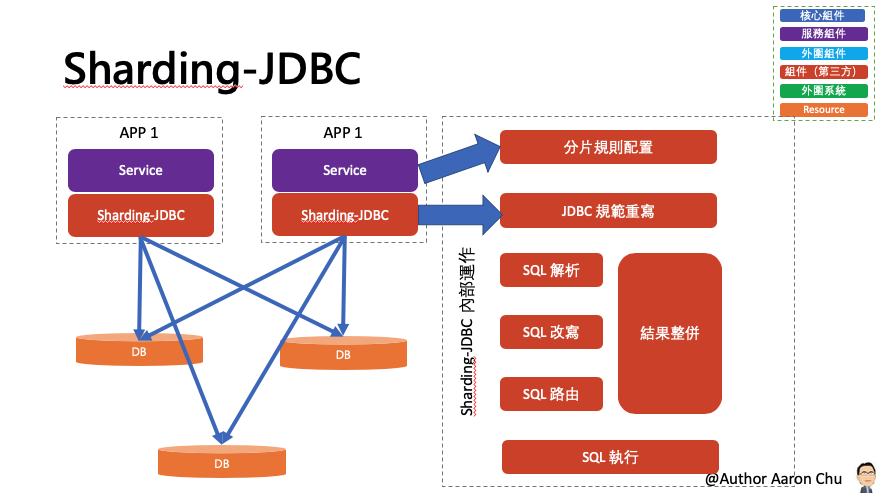 核心組件
服務組件
外圍組件
組件（第三方）
外圍系統
Resource
Sharding-JDBC
APP 1
Service
Sharding-JDBC
APP 1
Service
Sharding-JDBC
DB
DB
DB
Sharding-JDBC 內部運作
分片規則配置
JDBC 規範重寫
SQL 解析
SQL 改寫
SQL 路由
結果整併
SQL 執行
@Author Aaron Chu